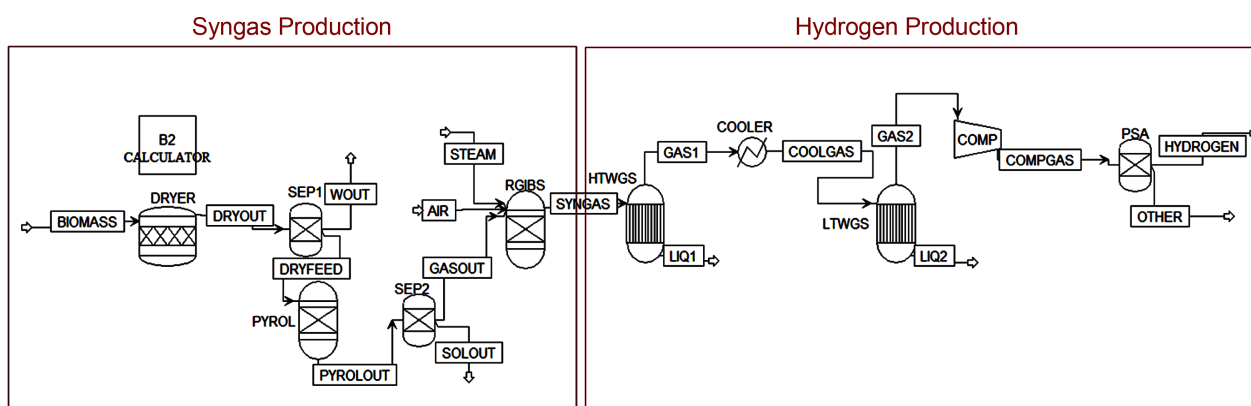 Syngas Production
Hydrogen Production
B2
CALCULATOR
DRYER
BIOMASS
DRYOUT
SEP1
WOUT
DRYFEED
PYROL
PYROLOUT
SEP2
GASOUT
SOLOUT
STEAM
AIR
RGIBS
SYNGAS
HTWGS
GAS1
LIQ1
COOLER
COOLGAS
LTWGS
GAS2
LIQ2
COMP
COMPGAS
PSA
HYDROGEN
OTHER